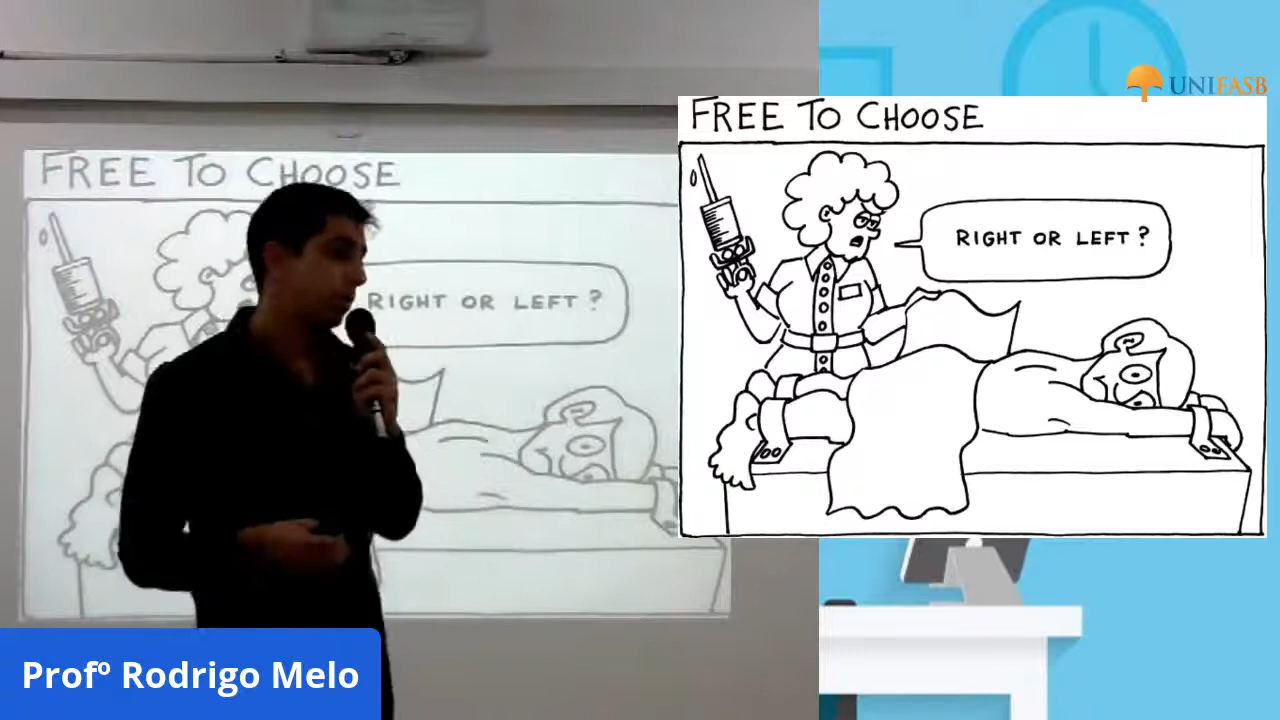 UNIFASB
FREE TO CHOOSE
RIGHT OR LEFT?
FREE TO CHOOSE
RIGHT OR LEFT?
Profº Rodrigo Melo